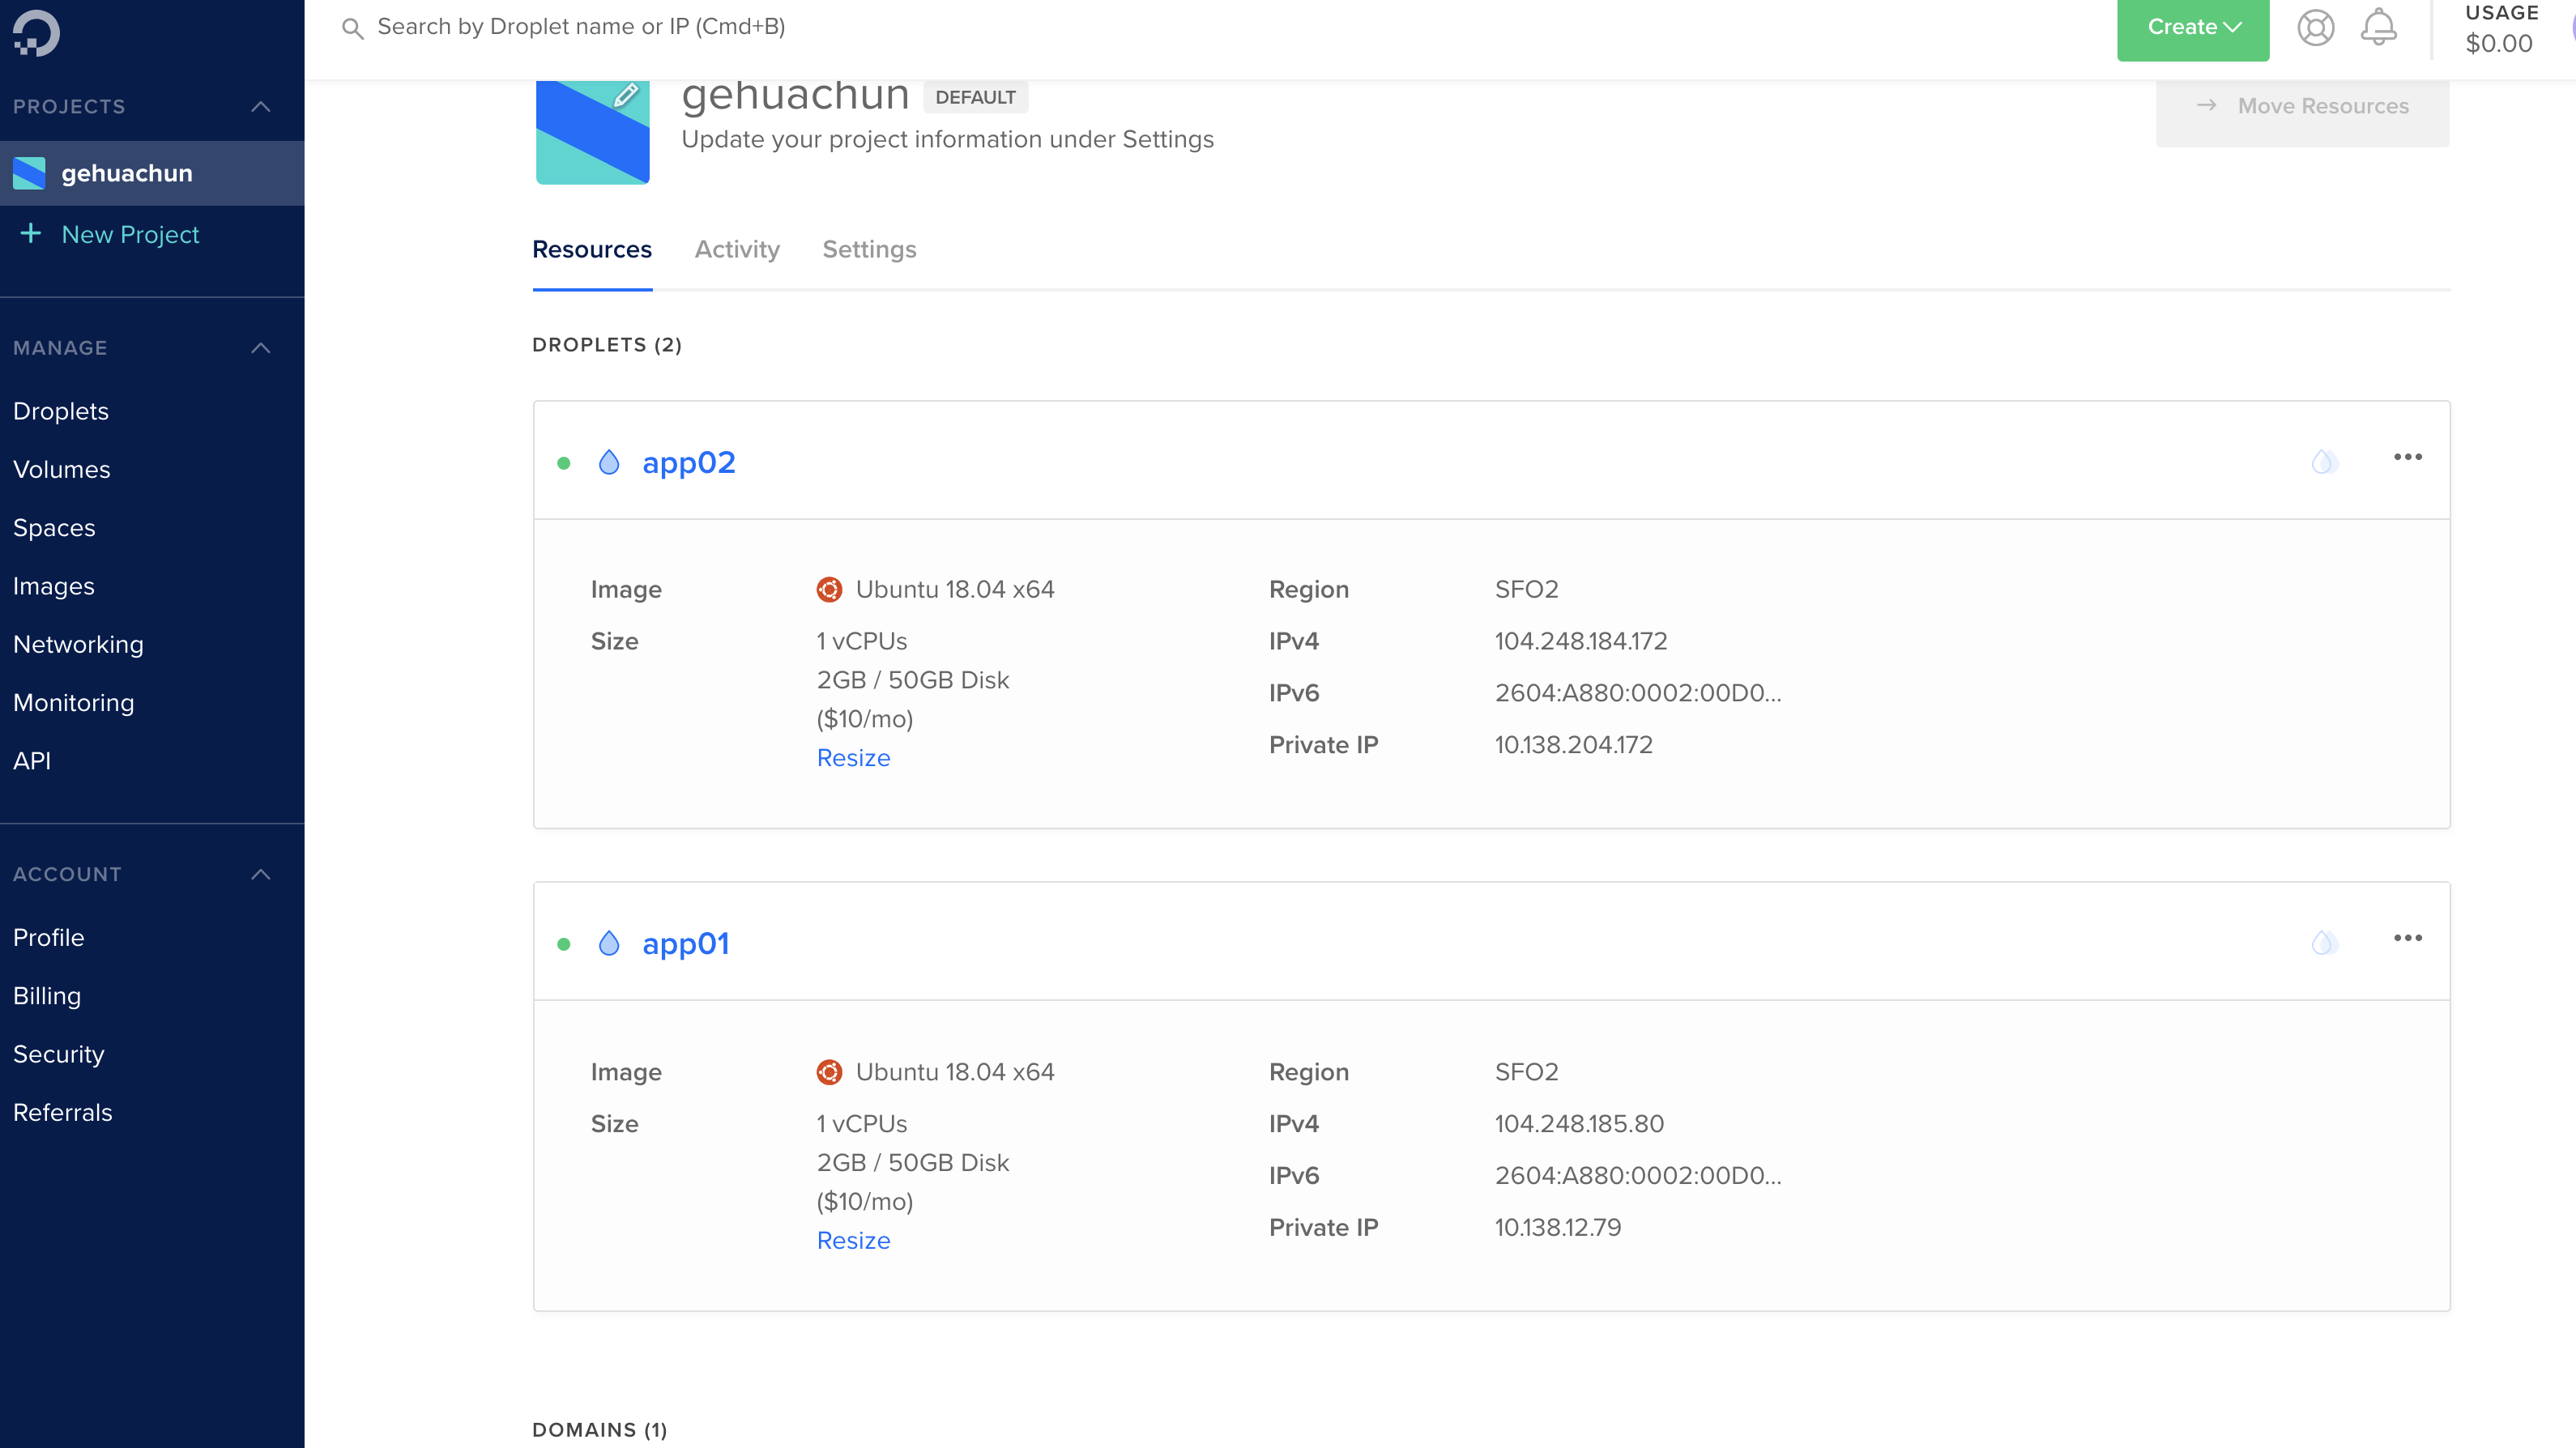 Search by Droplet name or IP (Cmd+B)
Create
USAGE
$0.00
PROJECTS
gehuachun
New Project
MANAGE
Droplets
Volumes
Spaces
Images
Networking
Monitoring
API
ACCOUNT
Profile
Billing
Security
Referrals
gehuachun DEFAULT
Update your project information under Settings
→ Move Resources
Resources Activity Settings
DROPLETS (2)
app02
Image Ubuntu 18.04 x64
Size 1 vCPUs
2GB / 50GB Disk
($10/mo)
Resize
Region SFO2
IPv4 104.248.184.172
IPv6 2604:A880:0002:00D0...
Private IP 10.138.204.172
app01
Image Ubuntu 18.04 x64
Size 1 vCPUs
2GB / 50GB Disk
($10/mo)
Resize
Region SFO2
IPv4 104.248.185.80
IPv6 2604:A880:0002:00D0...
Private IP 10.138.12.79
DOMAINS (1)